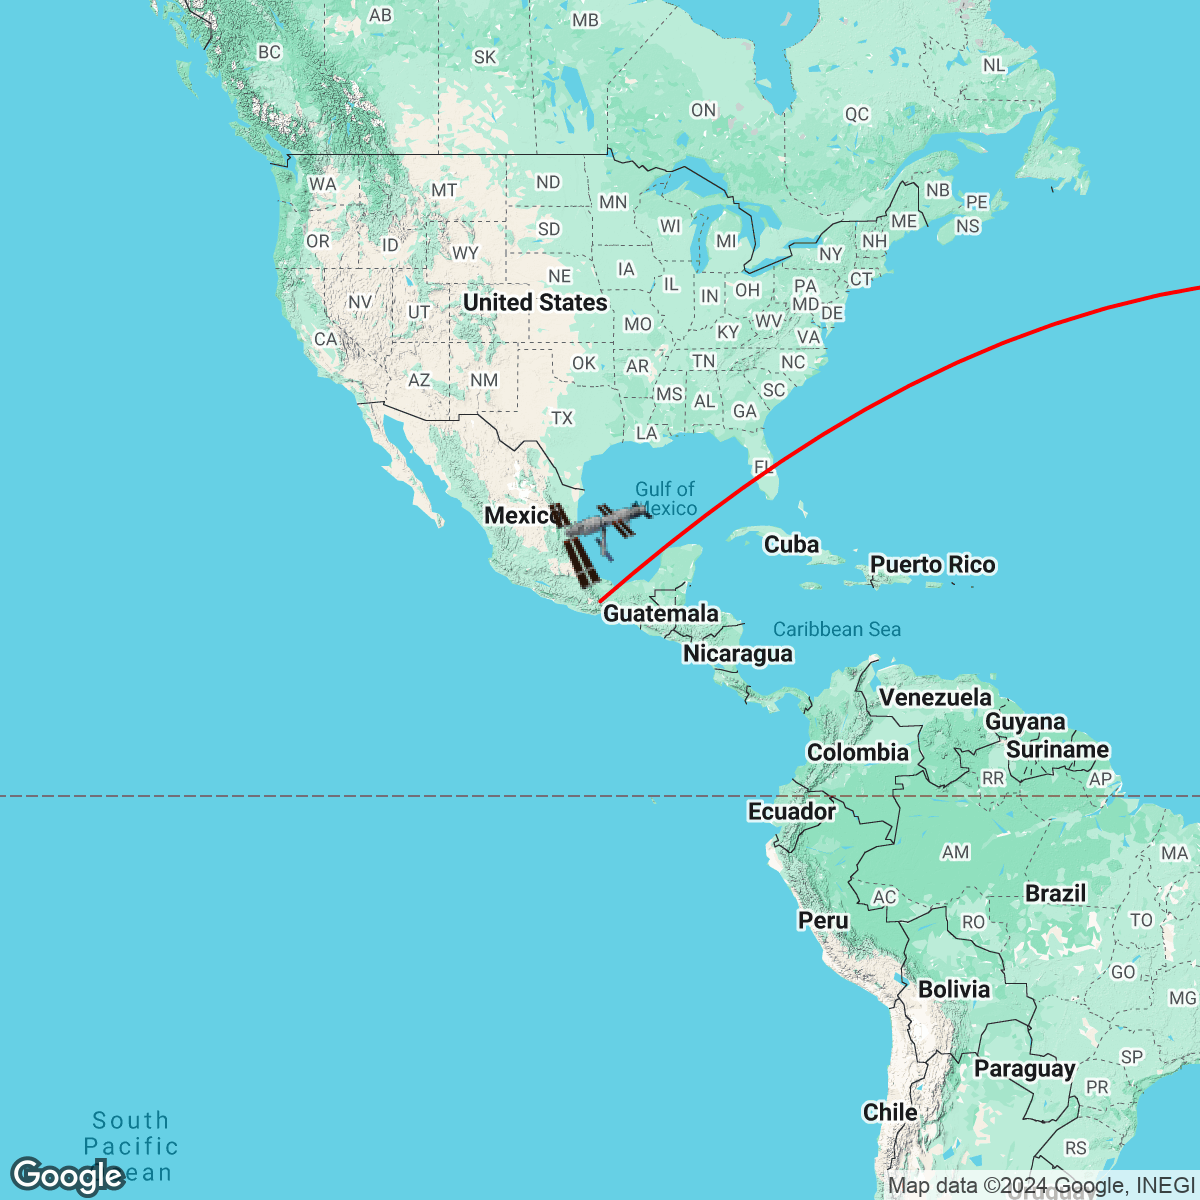 AB
MB
BC
SK
NL
ON
QC
WA
MT
ND
MN
NB
PE
OR
ID
SD
WI
MI
ME
NS
WY
NY
NH
NE
IA
IL
IN
OH
PA
CT
NV
UT
United States
MD
DE
CA
MO
KY
WV
VA
AZ
NM
OK
AR
TN
NC
TX
MS
AL
SC
GA
LA
FL
Gulf of
Mexico
Mexico
Cuba
Puerto Rico
Guatemala
Caribbean Sea
Nicaragua
Venezuela
Guyana
Colombia
Suriname
RR
AP
Ecuador
AM
MA
AC
Brazil
Peru
RO
TO
Bolivia
GO
MG
Paraguay
SP
PR
Chile
South
Pacific
RS
Google
Map data ©2024 Google, INEGI
Uruguay